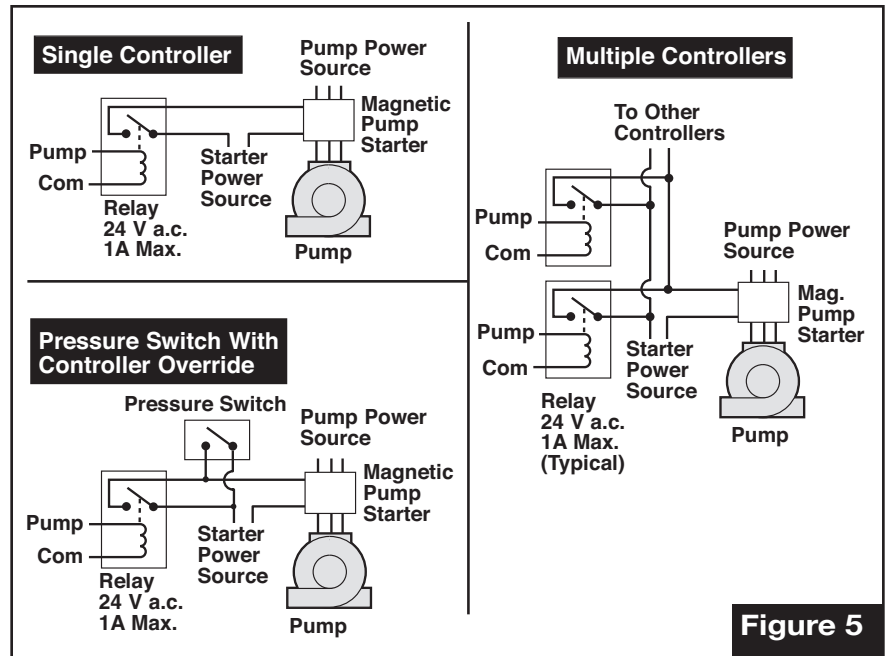 Single Controller
Pump Power
Source
Magnetic
Pump
Starter
Pump
Com
Starter
Power
Source
Relay
24 V a.c.
1A Max.
Pump
Pressure Switch With
Controller Override
Pressure Switch
Pump Power
Source
Magnetic
Pump
Starter
Pump
Com
Starter
Power
Source
Relay
24 V a.c.
1A Max.
Pump
Multiple Controllers
To Other
Controllers
Pump
Com
Pump Power
Source
Mag.
Pump
Starter
Pump
Com
Starter
Power
Source
Relay
24 V a.c.
1A Max.
(Typical)
Pump
Figure 5